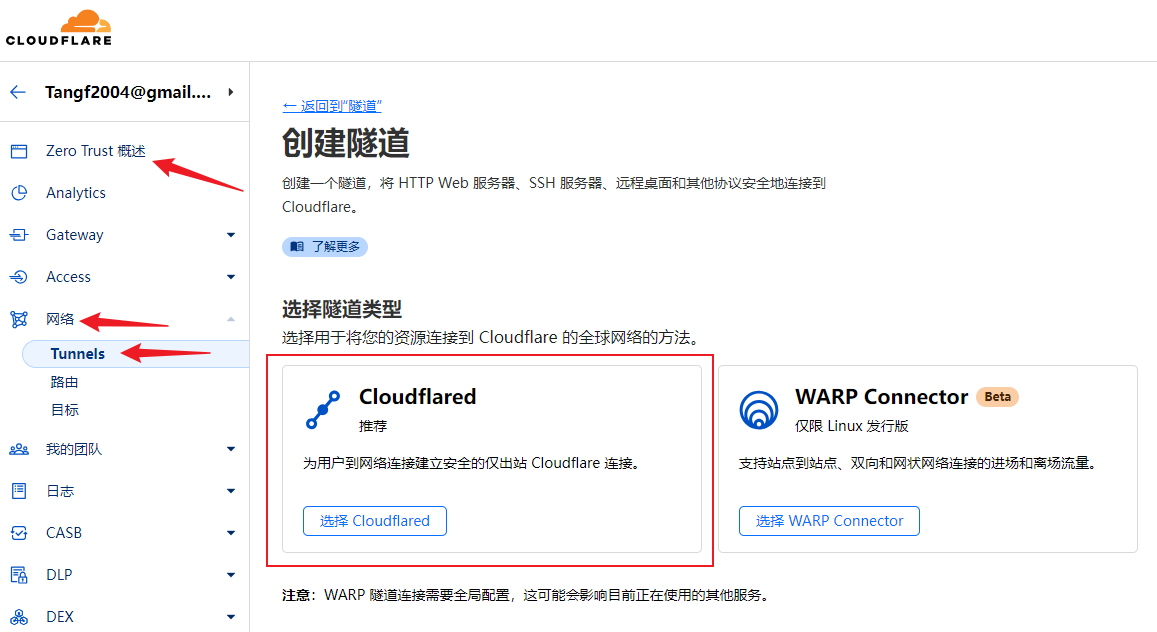 CLOUDFLARE
Tangf2004@gmail....
Zero Trust 概述
Analytics
Gateway
Access
网络
Tunnels
路由
目标
我的团队
日志
CASB
DLP
DEX
← 返回到“隧道”
创建隧道
创建一个隧道，将 HTTP Web 服务器、SSH 服务器、远程桌面和其他协议安全地连接到
Cloudflare。
了解更多
选择隧道类型
选择用于将您的资源连接到 Cloudflare 的全球网络的方法。
Cloudflared
推荐
为用户到网络连接建立安全的仅出站 Cloudflare 连接。
选择 Cloudflared
WARP Connector Beta
仅限 Linux 发行版
支持站点到站点、双向和网状网络连接的进场和离场流量。
选择 WARP Connector
注意：WARP 隧道连接需要全局配置，这可能会影响目前正在使用的其他服务。